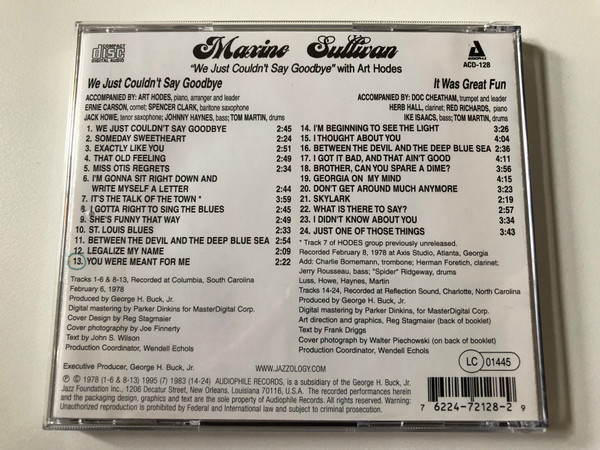 COMPACT
disc
DIGITAL AUDIO
Maxine Sullivan
"We Just Couldn't Say Goodbye" with Art Hodes
AUDIOPHILE
ACD-128
We Just Couldn't Say Goodbye
ACCOMPANIED BY: ART HODES, piano, arranger and leader
ERNIE CARSON, cornet; SPENCER CLARK, baritone saxophone
JACK HOWE, tenor saxophone; JOHNNY HAYNES, bass; TOM MARTIN, drums
1. WE JUST COULDN'T SAY GOODBYE 2:45
2. SOMEDAY SWEETHEART 2:24
3. EXACTLY LIKE YOU 2:51
4. THAT OLD FEELING 2:49
5. MISS OTIS REGRETS 2:34
6. I'M GONNA SIT RIGHT DOWN AND
WRITE MYSELF A LETTER 2:44
7. IT'S THE TALK OF THE TOWN * 3:59
8. I GOTTA RIGHT TO SING THE BLUES 2:45
9. SHE'S FUNNY THAT WAY 2:49
10. ST. LOUIS BLUES 2:33
11. BETWEEN THE DEVIL AND THE DEEP BLUE SEA 2:54
12. LEGALIZE MY NAME 2:09
13. YOU WERE MEANT FOR ME 2:22
Tracks 1-6 & 8-13, Recorded at Columbia, South Carolina
February 6, 1978
Produced by George H. Buck, Jr.
Digital mastering by Parker Dinkins for MasterDigital Corp.
Cover Design by Reg Stagmaier
Cover photography by Joe Finnerty
Text by John S. Wilson
Production Coordinator, Wendell Echols
It Was Great Fun
ACCOMPANIED BY: DOC CHEATHAM, trumpet and leader
HERB HALL, clarinet; RED RICHARDS, piano
IKE ISAACS, bass; TOM MARTIN, drums
14. I'M BEGINNING TO SEE THE LIGHT 3:26
15. I THOUGHT ABOUT YOU 4:04
16. BETWEEN THE DEVIL AND THE DEEP BLUE SEA 2:36
17. I GOT IT BAD, AND THAT AIN'T GOOD 4:11
18. BROTHER, CAN YOU SPARE A DIME? 3:58
19. GEORGIA ON MY MIND 4:15
20. DON'T GET AROUND MUCH ANYMORE 3:23
21. SKYLARK 3:21
22. WHAT IS THERE TO SAY? 2:57
23. I DIDN'T KNOW ABOUT YOU 3:34
24. JUST ONE OF THOSE THINGS 3:43
* Track 7 of HODES group previously unreleased.
Recorded February 8, 1978 at Axis Studio, Atlanta, Georgia
Add: Charlie Bornemann, trombone; Herman Foretich, clarinet;
Jerry Rousseau, bass; "Spider" Ridgeway, drums
Luss, Howe, Haynes, Martin
Tracks 14-24, Recorded at Reflection Sound, Charlotte, North Carolina
Produced by George H. Buck, Jr.
Digital mastering by Parker Dinkins, for MasterDigital Corp.
Art direction and graphics, Reg Stagmaier (back of booklet)
Text by Frank Driggs
Cover photograph by Walter Piechowski (on back of booklet)
Production Coordinator, Wendell Echols
Executive Producer, George H. Buck, Jr.
WWW.JAZZOLOGY.COM
LC 01445
℗ © 1978 (1-6 & 8-13) 1995 (7) 1983 (14-24) AUDIOPHILE RECORDS, is a subsidiary of the George H. Buck, Jr.
Jazz Foundation Inc., 1206 Decatur Street, New Orleans, Louisiana 70116, U.S.A. The recorded performances herein
and the packaging design, graphics and text are the sole property of Audiophile Records. All rights reserved. Warning:
Unauthorized reproduction is prohibited by Federal and International law and subject to criminal prosecution.
7 62247-72128-2 9